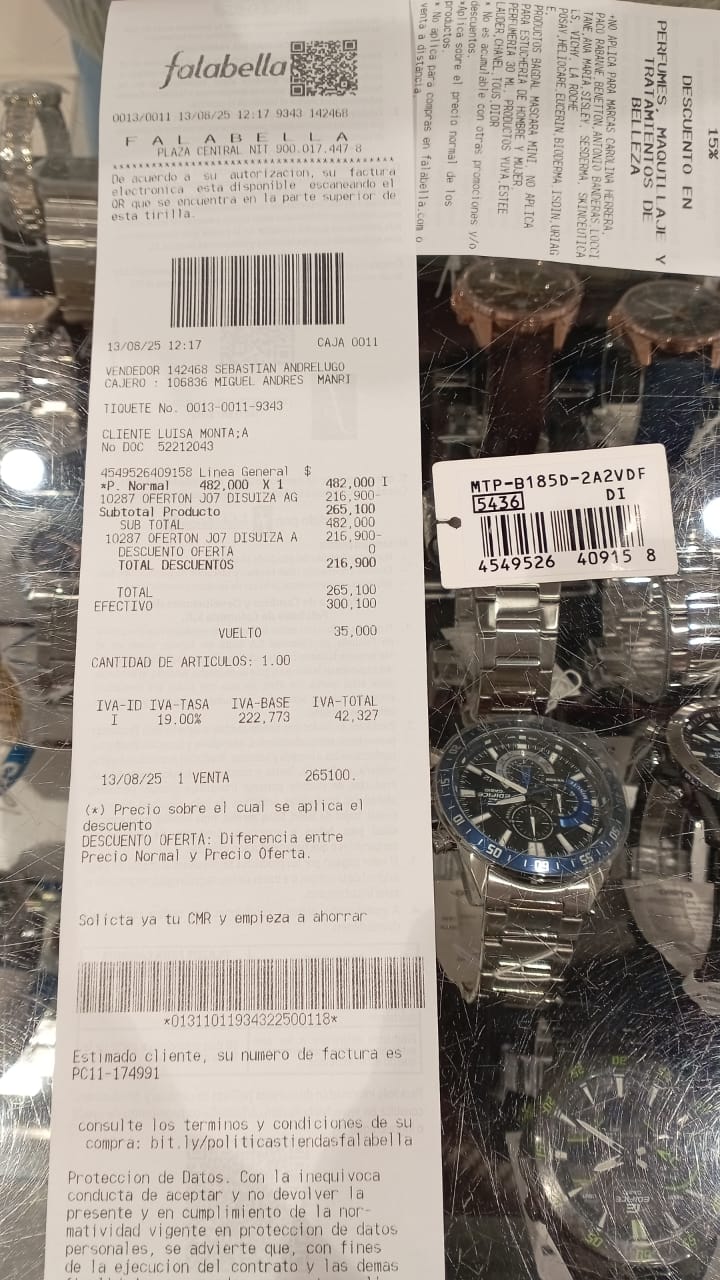 falabella
0013/0011 13/08/25 12:17 9343 142468
F A L A B E L L A
PLAZA CENTRAL NIT 900.017.447-8
De acuerdo a su autorizacion, su factura
electronica esta disponible escaneando el
QR que se encuentra en la parte superior de
esta tirilla.
13/08/25 12:17 CAJA 0011
VENDEDOR 142468 SEBASTIAN ANDRELUGO
CAJERO : 106836 MIGUEL ANDRES MANRI
TIQUETE No. 0013-0011-9343
CLIENTE LUISA MONTA;A
No DOC 52212043
4549526409158 Linea General $
*P. Normal 482,000 X 1 482,000 I
10287 OFERTON J07 DISUIZA AG 216,900-
Subtotal Producto 265,100
SUB TOTAL 482,000
10287 OFERTON J07 DISUIZA A 216,900-
DESCUENTO OFERTA 0
TOTAL DESCUENTOS 216,900
TOTAL 265,100
EFECTIVO 300,100
VUELTO 35,000
CANTIDAD DE ARTICULOS: 1.00
IVA-ID IVA-TASA IVA-BASE IVA-TOTAL
I 19.00% 222,773 42,327
13/08/25 1 VENTA 265100.
(*) Precio sobre el cual se aplica el
descuento
DESCUENTO OFERTA: Diferencia entre
Precio Normal y Precio Oferta.
Solicta ya tu CMR y empieza a ahorrar
*01311011934322500118*
Estimado cliente, su numero de factura es
PC11-174991
consulte los terminos y condiciones de su
compra: bit.ly/politicastiendasfalabella
Proteccion de Datos. Con la inequivoca
conducta de aceptar y no devolver la
presente y en cumplimiento de la nor-
matividad vigente en proteccion de datos
personales, se advierte que, con fines
de la ejecucion del contrato y las demas
15%
DESCUENTO EN
PERFUMES, MAQUILLAJE Y
TRATAMIENTOS DE
BELLEZA
*NO APLICA PARA MARCAS CAROLINA HERRERA,
PACO RABANNE,BENETTON,ANTONIO BANDERAS,LOCCI
TANE,ANA MARIA,SISLEY, SESDERMA, SKINCEUTICA
LS, VICHY, LA ROCHE
POSAY,HELIOCARE,EUCERIN,BIODERMA,ISDIN,URIAG
E,
PRODUCTOS BAGDAL MASCARA MINI, NO APLICA
PARA ESTUCHERIA DE HOMBRE Y MUJER,
PERFUMERIA 30 ML, PRODUCTOS YUYA,ESTEE
LAUDER,CHANEL,TOUS,DIOR
* No es acumulable con otras promociones y/o
descuentos.
*Aplica sobre el precio normal de los
productos.
* No aplica para compras en falabella.com o
venta a distancia.
MTP-B185D-2A2VDF
5436 DI
4549526 40915 8
EDIFICE
CASIO
EDIFICE